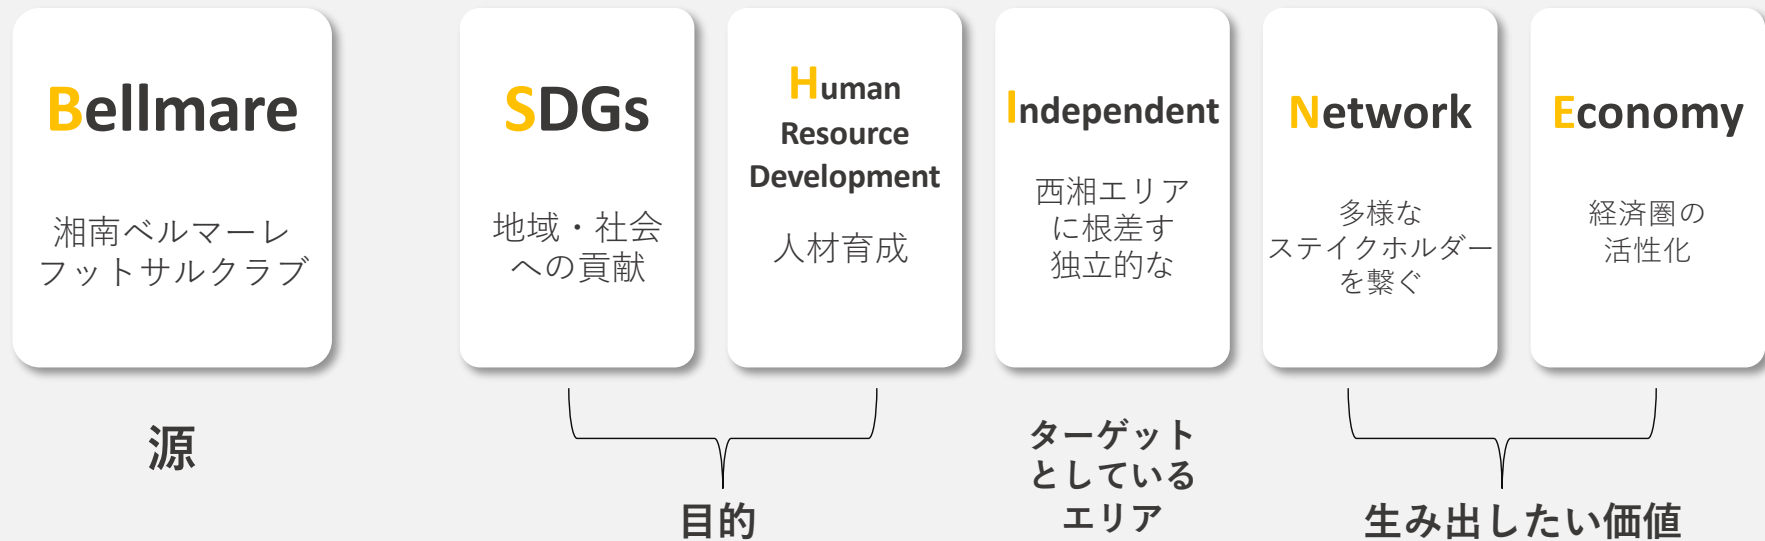 Bellmare
湘南ベルマーレ
フットサルクラブ
源
SDGs
地域・社会
への貢献
Human
Resource
Development
人材育成
目的
Independent
西湘エリア
に根差す
独立的な
ターゲット
としている
エリア
Network
多様な
ステイクホルダー
を繋ぐ
Economy
経済圏の
活性化
生み出したい価値